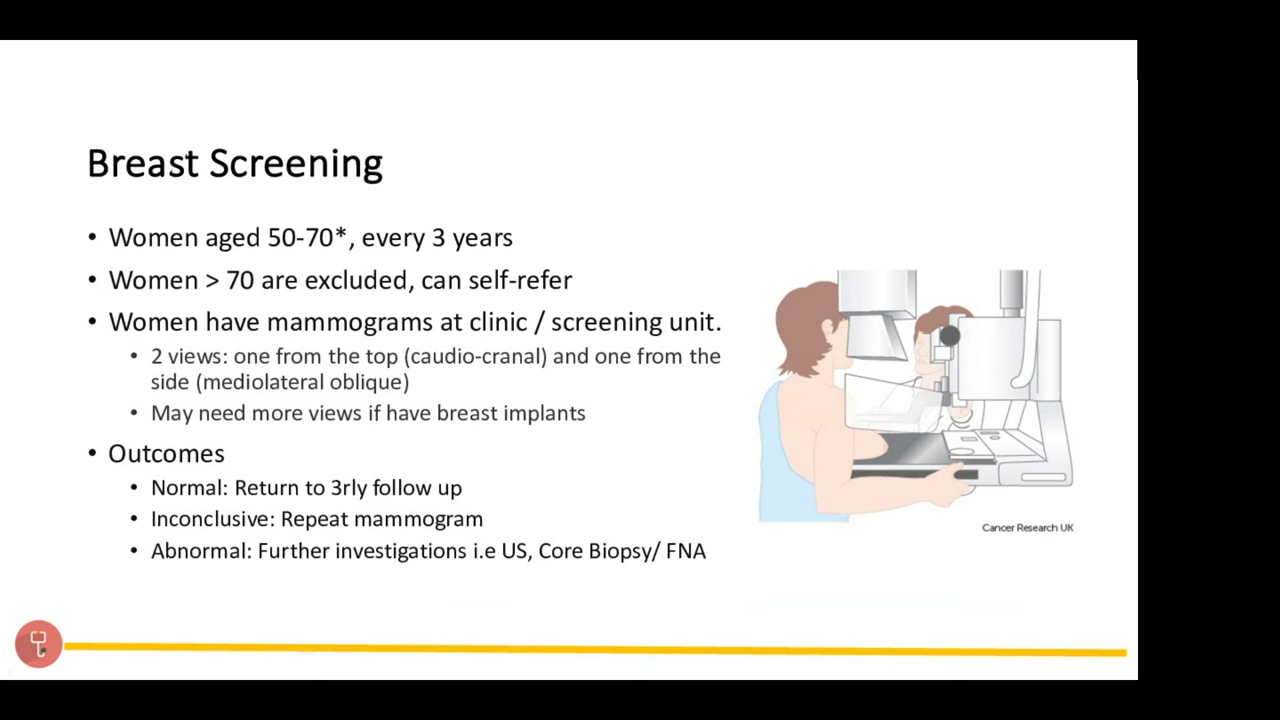 Breast Screening
• Women aged 50-70*, every 3 years
• Women > 70 are excluded, can self-refer
• Women have mammograms at clinic / screening unit.
• 2 views: one from the top (caudio-cranal) and one from the
side (mediolateral oblique)
• May need more views if have breast implants
• Outcomes
• Normal: Return to 3rly follow up
• Inconclusive: Repeat mammogram
• Abnormal: Further investigations i.e US, Core Biopsy/ FNA
Cancer Research UK